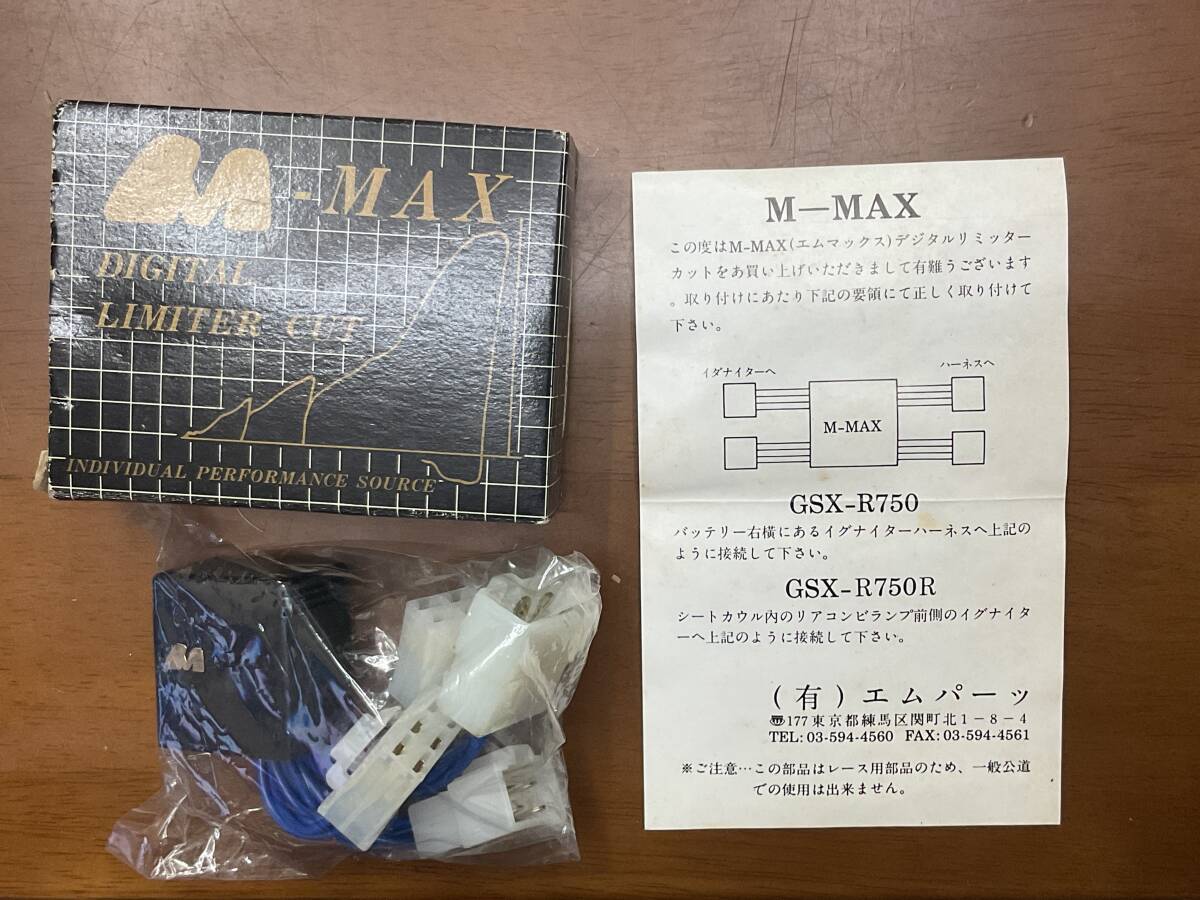 M-MAX
DIGITAL
LIMITER CUT
INDIVIDUAL PERFORMANCE SOURCE
M
M—MAX
この度はM-MAX(エムマックス)デジタルリミッター
カットをあ買い上げいただきまして有難うございます
。取り付けにあたり下記の要領にて正しく取り付けて
下さい。
イダナイターへ
ハーネスへ
M-MAX
GSX-R750
バッテリー右横にあるイグナイターハーネスへ上記の
ように接続して下さい。
GSX-R750R
シートカウル内のリアコンビランプ前側のイグナイタ
ーへ上記のように接続して下さい。
(有)エムパーツ
〠177東京都練馬区関町北1-8-4
TEL:03-594-4560 FAX:03-594-4561
※ご注意…この部品はレース用部品のため、一般公道
での使用は出来ません。